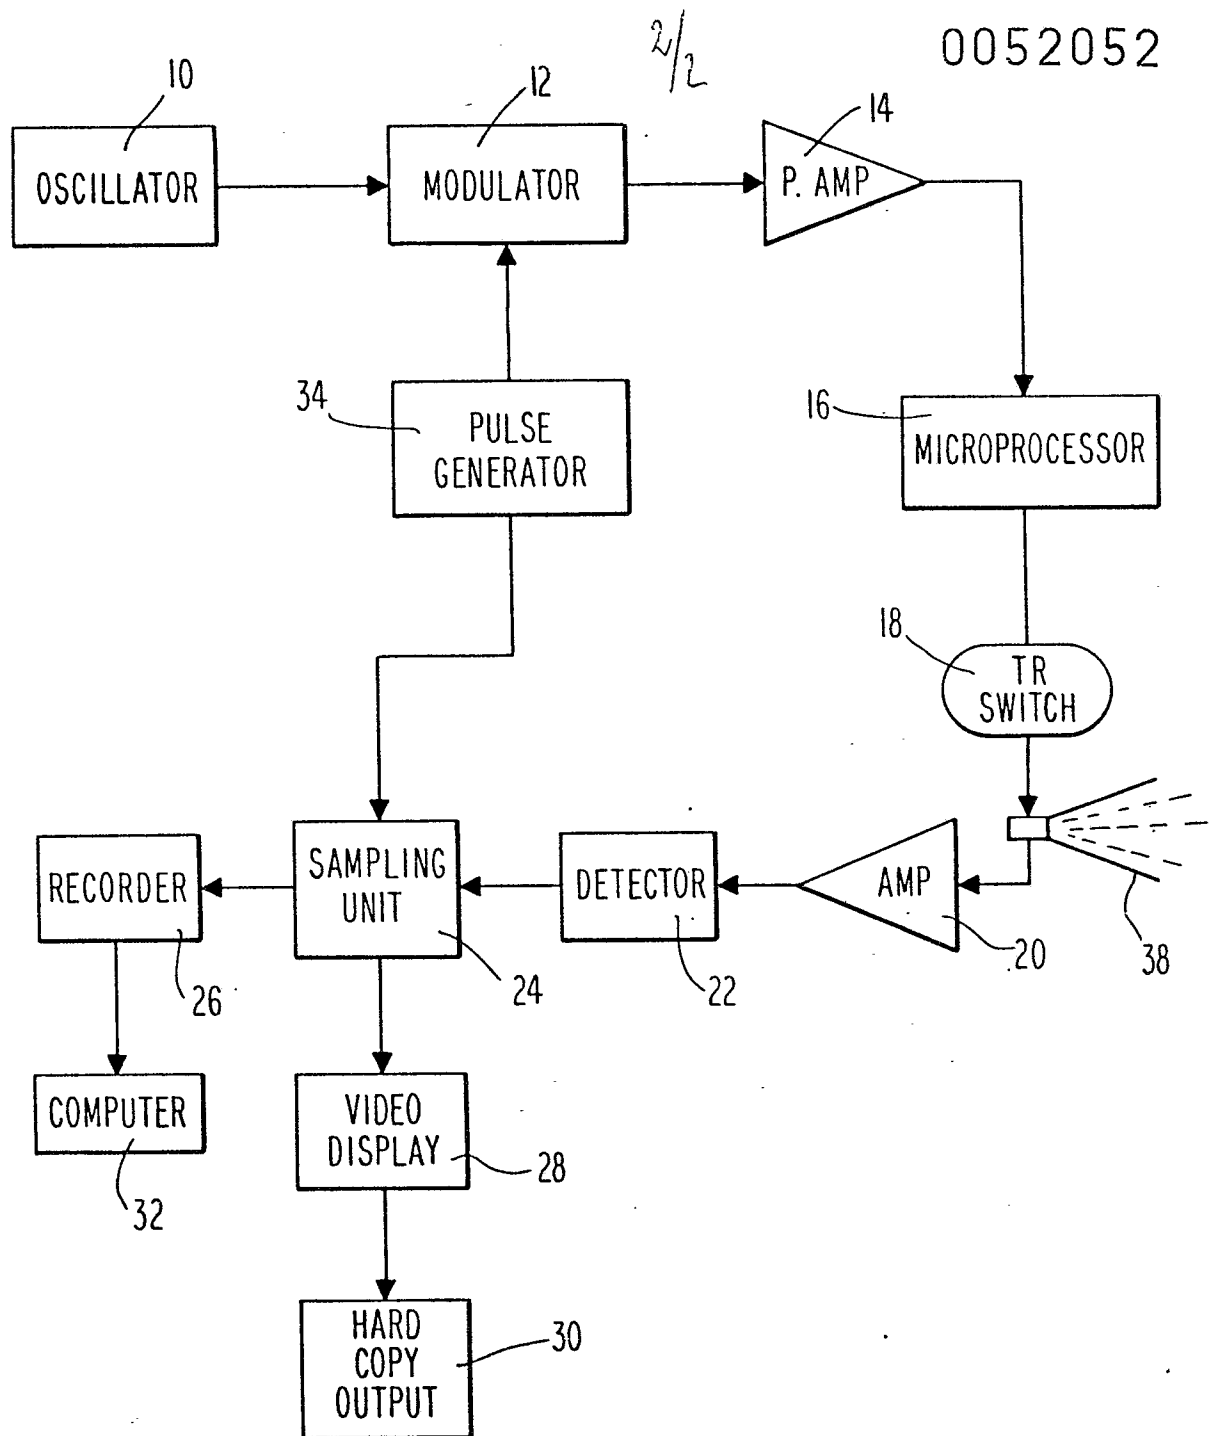 2/2
0052052
10
12
14
OSCILLATOR
MODULATOR
P. AMP
34
PULSE
GENERATOR
16
MICROPROCESSOR
18
TR
SWITCH
RECORDER
SAMPLING
UNIT
DETECTOR
AMP
26
24
22
20
38
COMPUTER
32
VIDEO
DISPLAY
28
HARD
COPY
OUTPUT
30